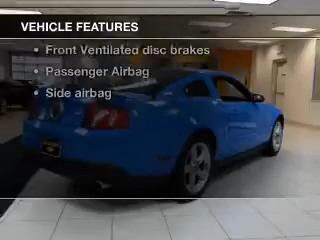 VEHICLE FEATURES
• Front Ventilated disc brakes
• Passenger Airbag
• Side airbag